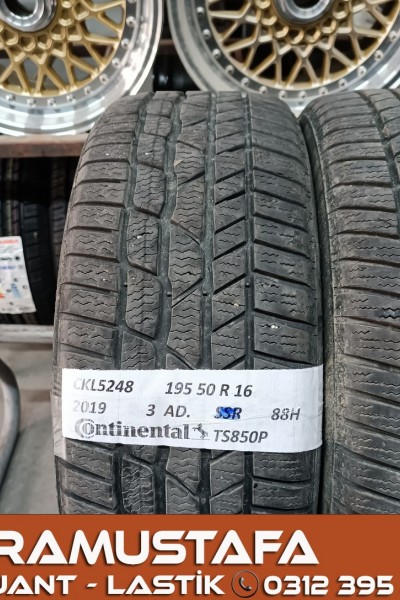 CKL5248 195 50 R 16
2019 3 AD. SSR 88H
Continental TS850P
RAMUSTAFA
JANT - LASTİK 0312 395